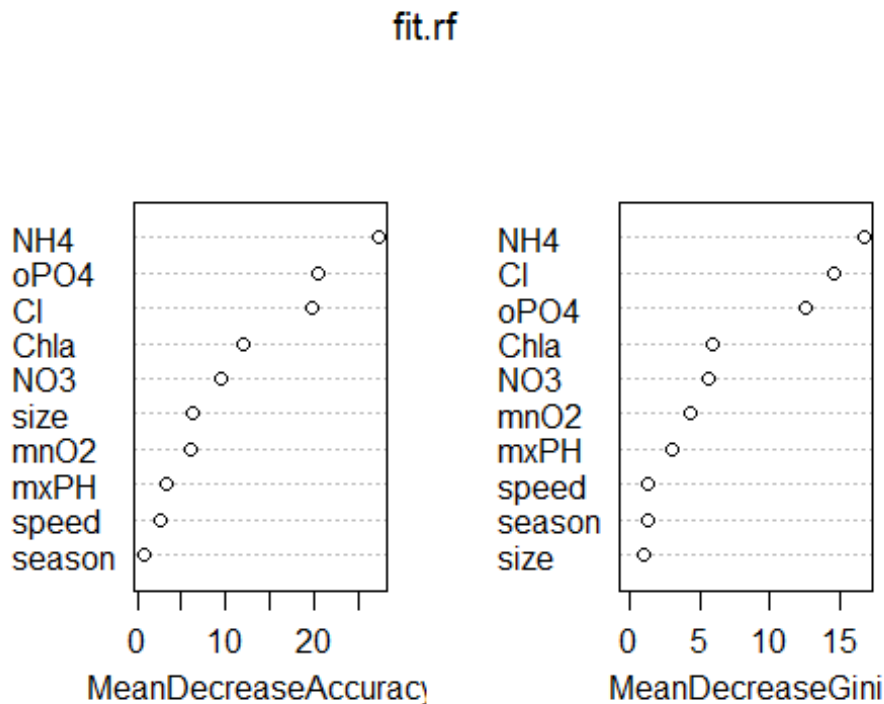 fit.rf
NH4
oPO4
Cl
Chla
NO3
size
mnO2
mxPH
speed
season
0 10 20
MeanDecreaseAccuracy
NH4
Cl
oPO4
Chla
NO3
mnO2
mxPH
speed
season
size
0 5 10 15
MeanDecreaseGini